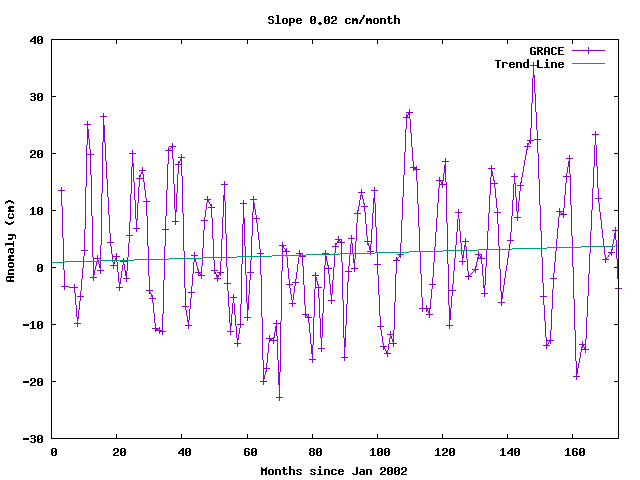 Slope 0.02 cm/month
GRACE
Trend Line
40
30
20
10
0
-10
-20
-30
Anomaly (cm)
0 20 40 60 80 100 120 140 160
Months since Jan 2002